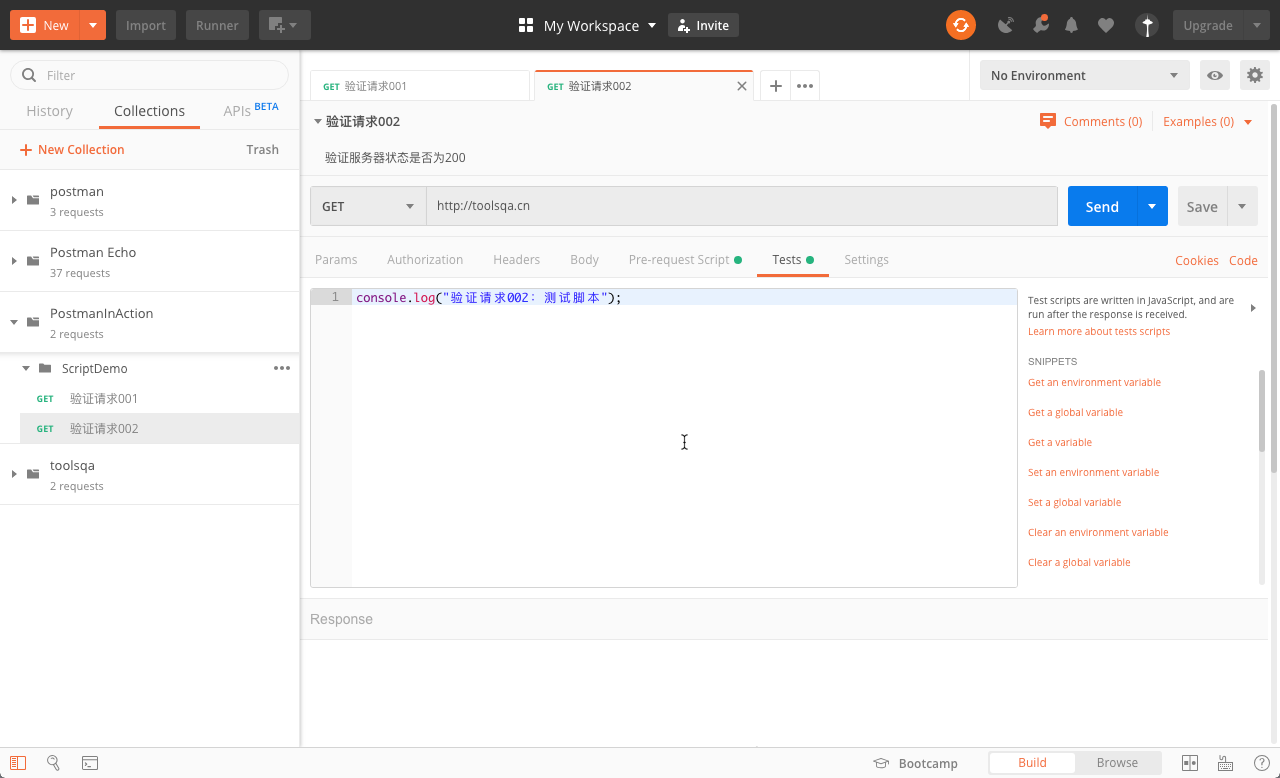 New
Import
Runner
My Workspace
Invite
Upgrade
Filter
History
Collections
APIs BETA
New Collection
Trash
postman
3 requests
Postman Echo
37 requests
PostmanInAction
2 requests
ScriptDemo
GET 验证请求001
GET 验证请求002
toolsqa
2 requests
GET 验证请求001
GET 验证请求002
No Environment
验证请求002
Comments (0)
Examples (0)
验证服务器状态是否为200
GET
http://toolsqa.cn
Send
Save
Params
Authorization
Headers
Body
Pre-request Script
Tests
Settings
Cookies
Code
1 console.log("验证请求002：测试脚本");
Test scripts are written in JavaScript, and are
run after the response is received.
Learn more about tests scripts
SNIPPETS
Get an environment variable
Get a global variable
Get a variable
Set an environment variable
Set a global variable
Clear an environment variable
Clear a global variable
Response
Bootcamp
Build
Browse